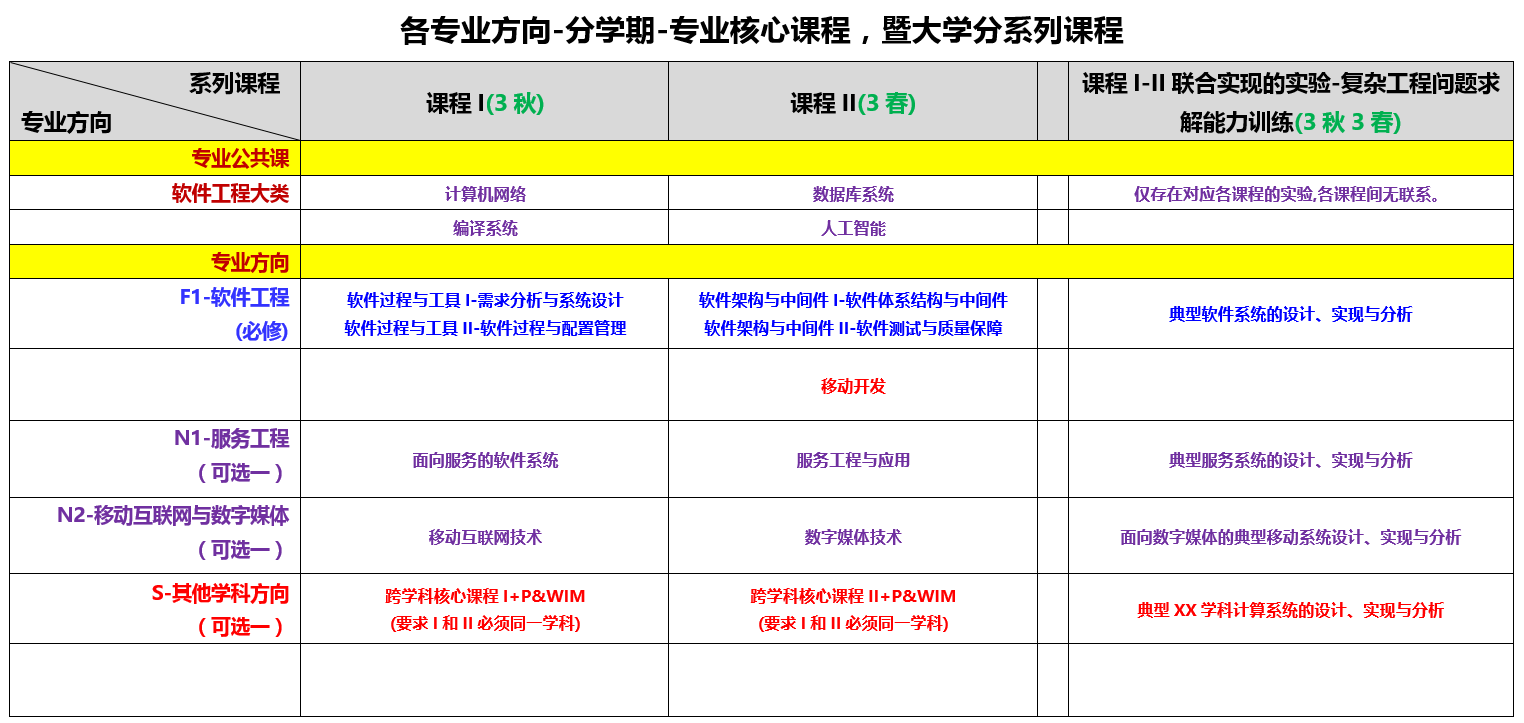 各专业方向-分学期-专业核心课程，暨大学分系列课程
系列课程
专业方向
课程 I(3 秋)
课程 II(3 春)
课程 I-II 联合实现的实验-复杂工程问题求
解能力训练(3 秋 3 春)
专业公共课
软件工程大类
计算机网络
数据库系统
仅存在对应各课程的实验,各课程间无联系。
编译系统
人工智能
专业方向
F1-软件工程
(必修)
软件过程与工具 I-需求分析与系统设计
软件过程与工具 II-软件过程与配置管理
软件架构与中间件 I-软件体系结构与中间件
软件架构与中间件 II-软件测试与质量保障
典型软件系统的设计、实现与分析
移动开发
N1-服务工程
（可选一）
面向服务的软件系统
服务工程与应用
典型服务系统的设计、实现与分析
N2-移动互联网与数字媒体
（可选一）
移动互联网技术
数字媒体技术
面向数字媒体的典型移动系统设计、实现与分析
S-其他学科方向
（可选一）
跨学科核心课程 I+P&WIM
(要求 I 和 II 必须同一学科)
跨学科核心课程 II+P&WIM
(要求 I 和 II 必须同一学科)
典型 XX 学科计算系统的设计、实现与分析